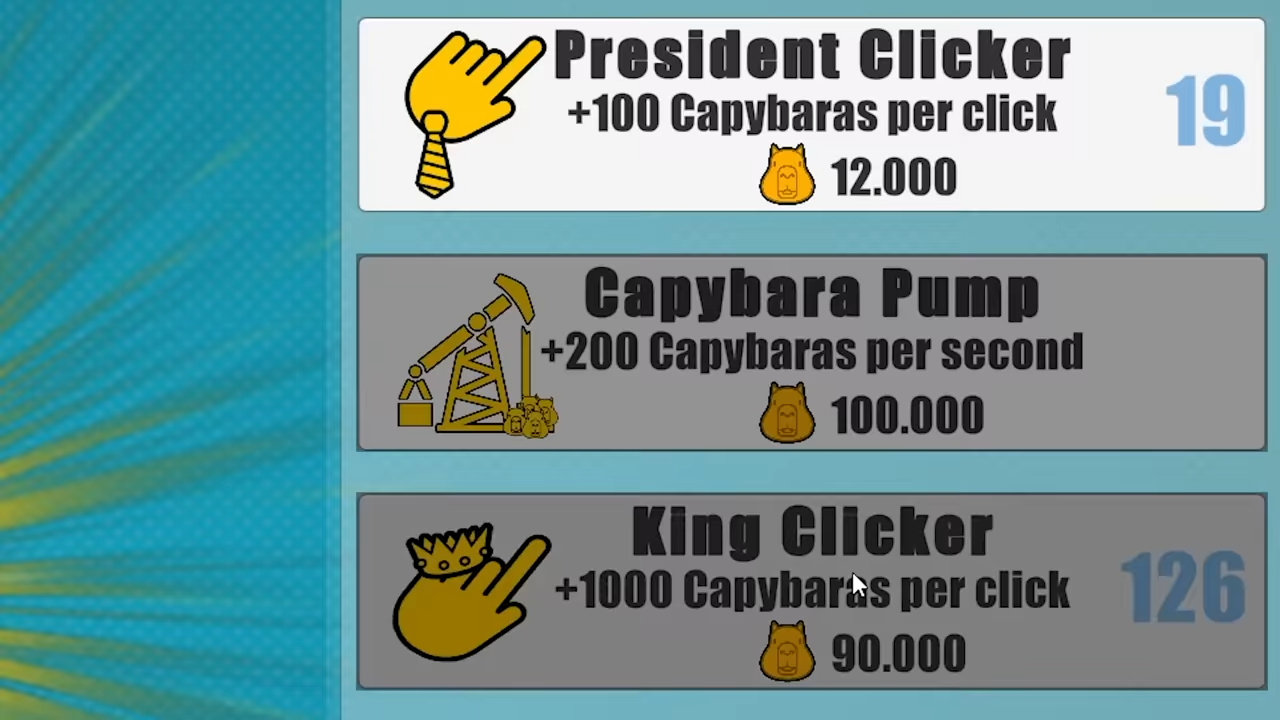 President Clicker
+100 Capybaras per click
12.000
19
Capybara Pump
+200 Capybaras per second
100.000
King Clicker
+1000 Capybaras per click
90.000
126